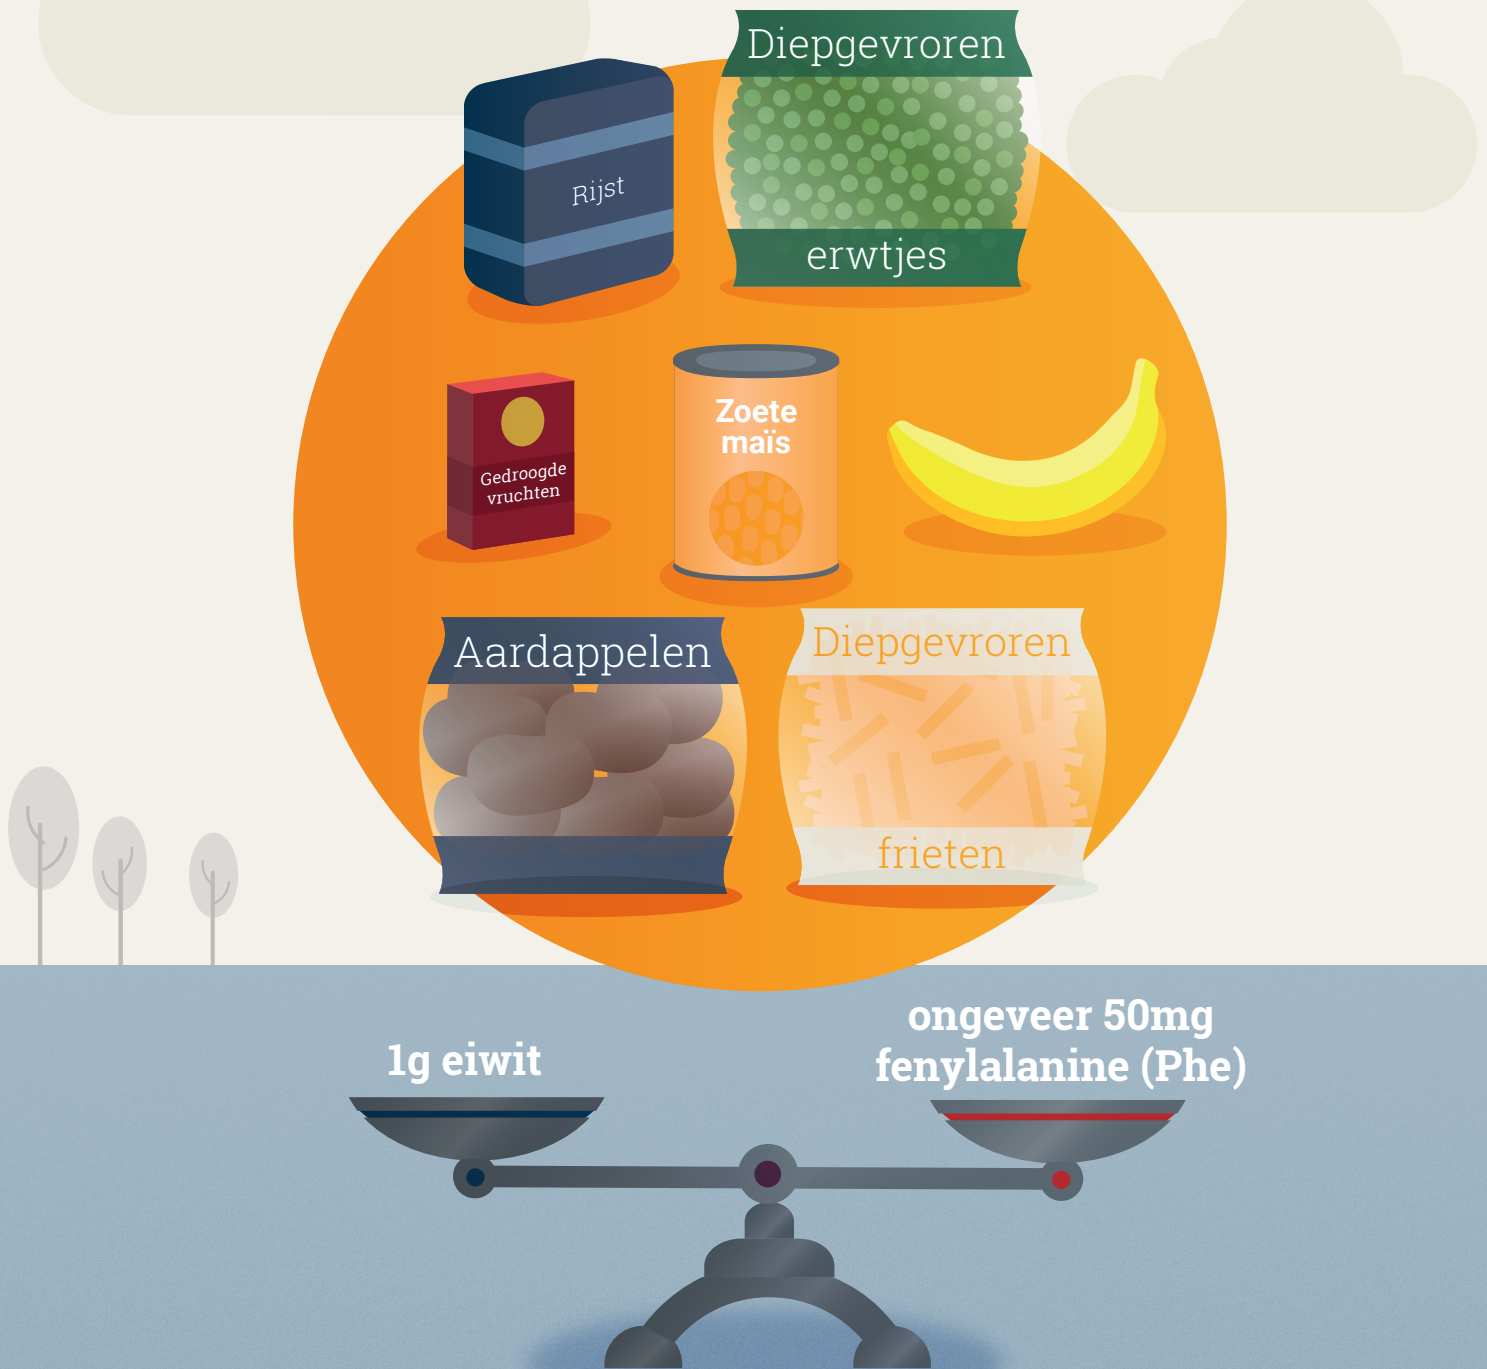 Diepgevroren
erwtjes
Rijst
Gedroogde
vruchten
Zoete
maïs
Aardappelen
Diepgevroren
frieten
1g eiwit
ongeveer 50mg
fenylalanine (Phe)